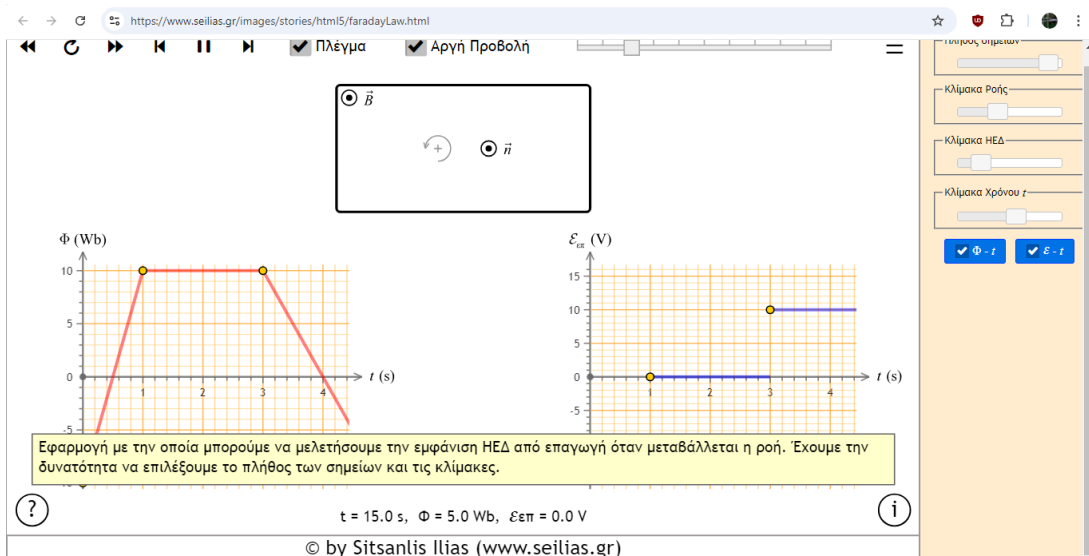 https://www.seilias.gr/images/stories/html5/faradayLaw.html
Πλέγμα
Αργή Προβολή
Πλήθος σημείων
Κλίμακα Ροής
Κλίμακα ΗΕΔ
Κλίμακα Χρόνου t
Φ - t
ℰ - t
B
n
Φ (Wb)
10
5
0
-5
1
2
3
4
t (s)
ℰεπ (V)
15
10
5
0
-5
1
2
3
4
t (s)
Εφαρμογή με την οποία μπορούμε να μελετήσουμε την εμφάνιση ΗΕΔ από επαγωγή όταν μεταβάλλεται η ροή. Έχουμε την
δυνατότητα να επιλέξουμε το πλήθος των σημείων και τις κλίμακες.
?
t = 15.0 s, Φ = 5.0 Wb, ℰεπ = 0.0 V
i
© by Sitsanlis Ilias (www.seilias.gr)